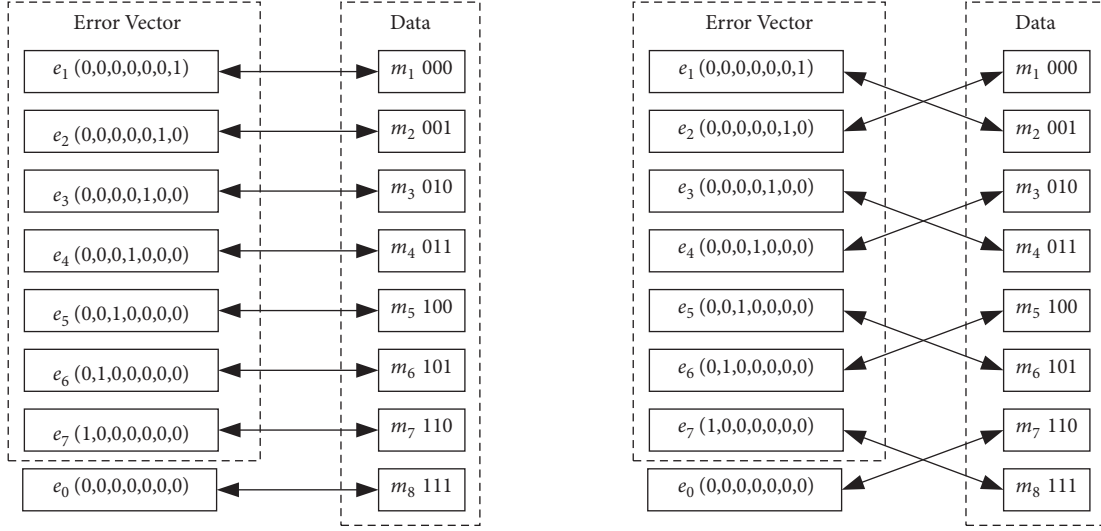 Error Vector
Data
e₁ (0,0,0,0,0,0,1)
m₁ 000
e₂ (0,0,0,0,0,1,0)
m₂ 001
e₃ (0,0,0,0,1,0,0)
m₃ 010
e₄ (0,0,0,1,0,0,0)
m₄ 011
e₅ (0,0,1,0,0,0,0)
m₅ 100
e₆ (0,1,0,0,0,0,0)
m₆ 101
e₇ (1,0,0,0,0,0,0)
m₇ 110
e₀ (0,0,0,0,0,0,0)
m₈ 111
Error Vector
Data
e₁ (0,0,0,0,0,0,1)
m₁ 000
e₂ (0,0,0,0,0,1,0)
m₂ 001
e₃ (0,0,0,0,1,0,0)
m₃ 010
e₄ (0,0,0,1,0,0,0)
m₄ 011
e₅ (0,0,1,0,0,0,0)
m₅ 100
e₆ (0,1,0,0,0,0,0)
m₆ 101
e₇ (1,0,0,0,0,0,0)
m₇ 110
e₀ (0,0,0,0,0,0,0)
m₈ 111